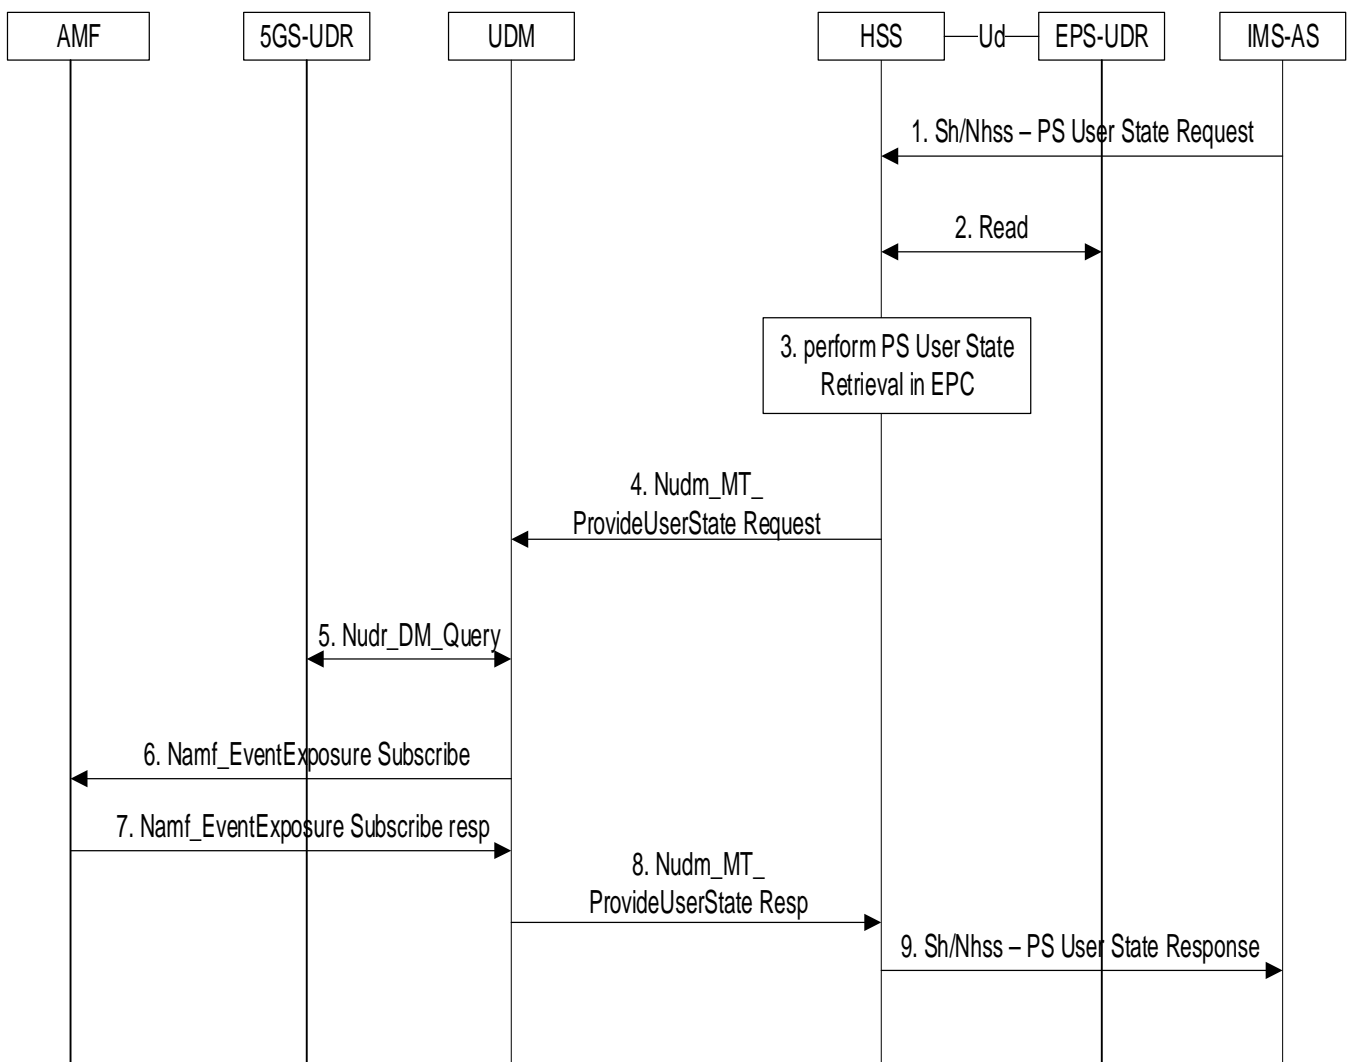 AMF
5GS-UDR
UDM
HSS
Ud
EPS-UDR
IMS-AS
1. Sh/Nhss – PS User State Request
2. Read
3. perform PS User State
Retrieval in EPC
4. Nudm_MT_
ProvideUserState Request
5. Nudr_DM_Query
6. Namf_EventExposure Subscribe
7. Namf_EventExposure Subscribe resp
8. Nudm_MT_
ProvideUserState Resp
9. Sh/Nhss – PS User State Response